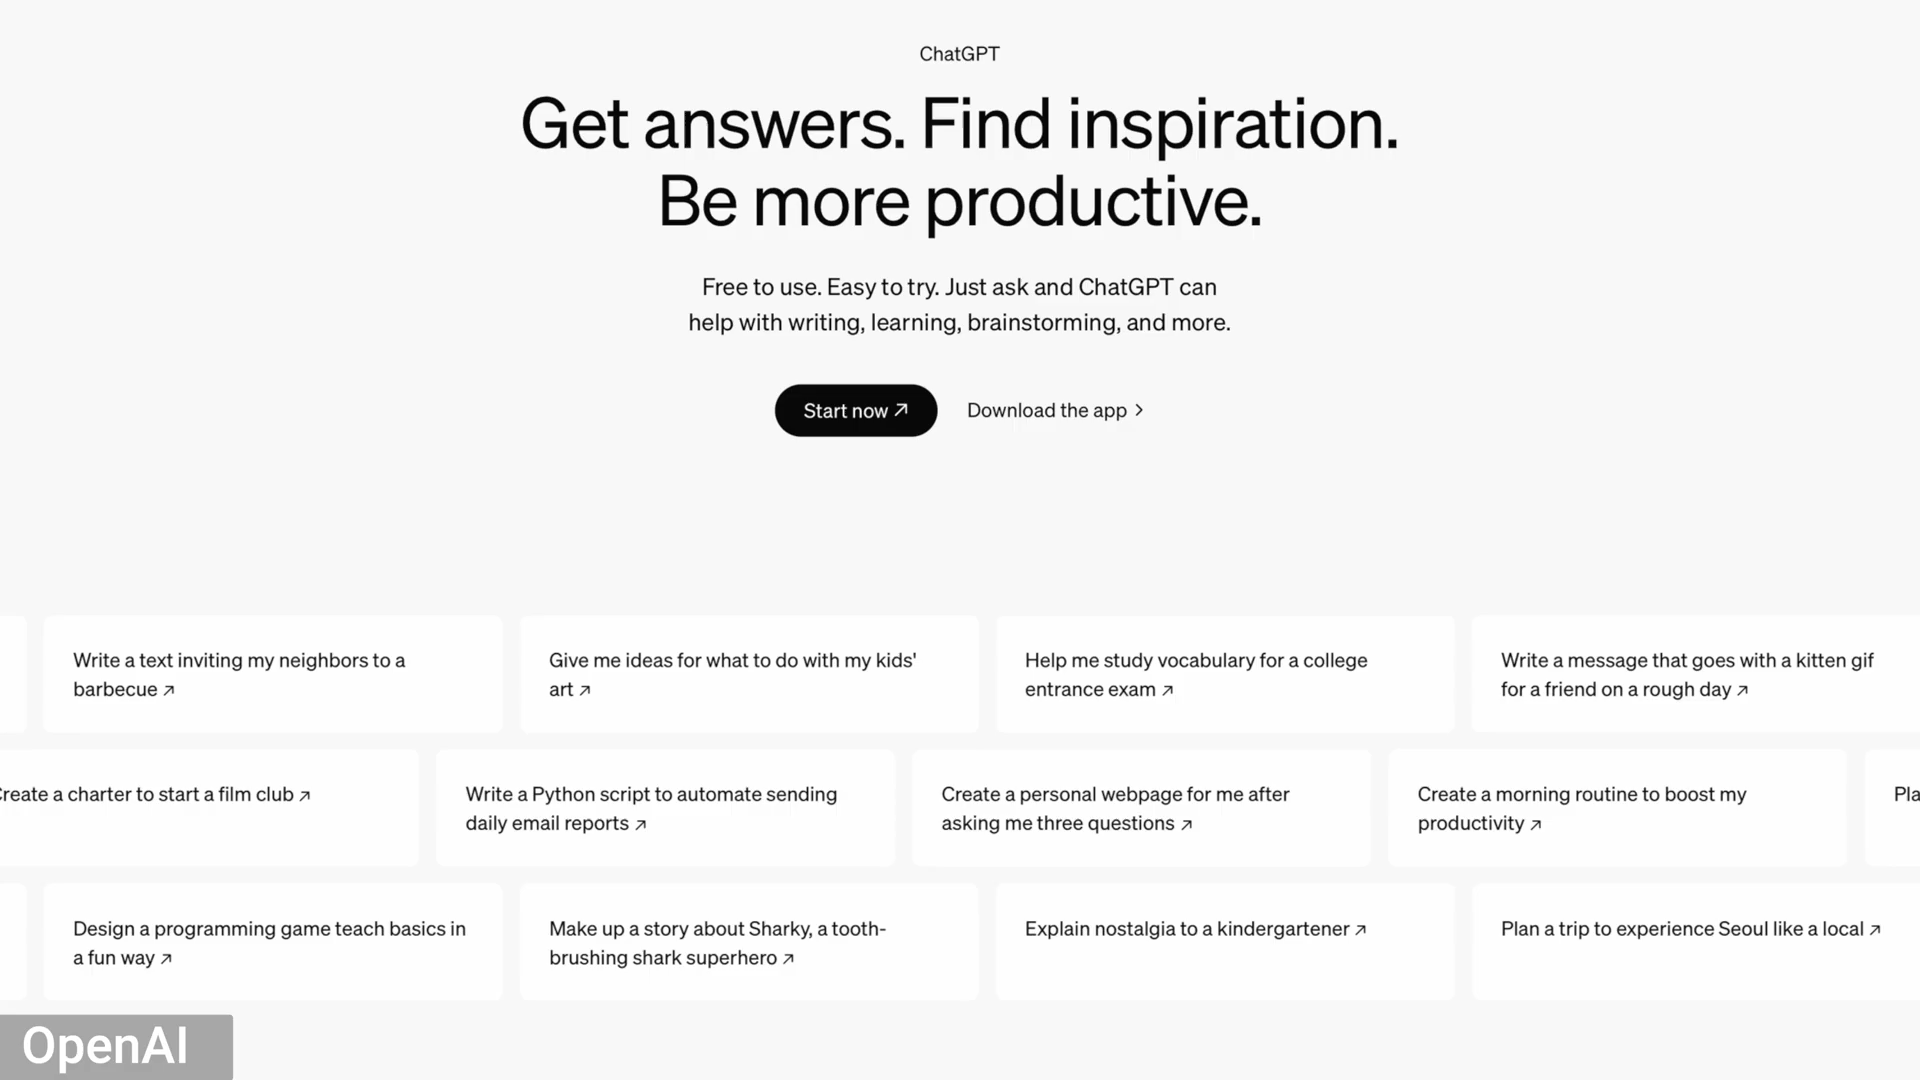 ChatGPT
Get answers. Find inspiration.
Be more productive.
Free to use. Easy to try. Just ask and ChatGPT can
help with writing, learning, brainstorming, and more.
Start now ↗ Download the app >
Write a text inviting my neighbors to a
barbecue ↗
Give me ideas for what to do with my kids'
art ↗
Help me study vocabulary for a college
entrance exam ↗
Write a message that goes with a kitten gif
for a friend on a rough day ↗
reate a charter to start a film club ↗
Write a Python script to automate sending
daily email reports ↗
Create a personal webpage for me after
asking me three questions ↗
Create a morning routine to boost my
productivity ↗
Pla
Design a programming game teach basics in
a fun way ↗
Make up a story about Sharky, a tooth-
brushing shark superhero ↗
Explain nostalgia to a kindergartener ↗
Plan a trip to experience Seoul like a local ↗
OpenAI